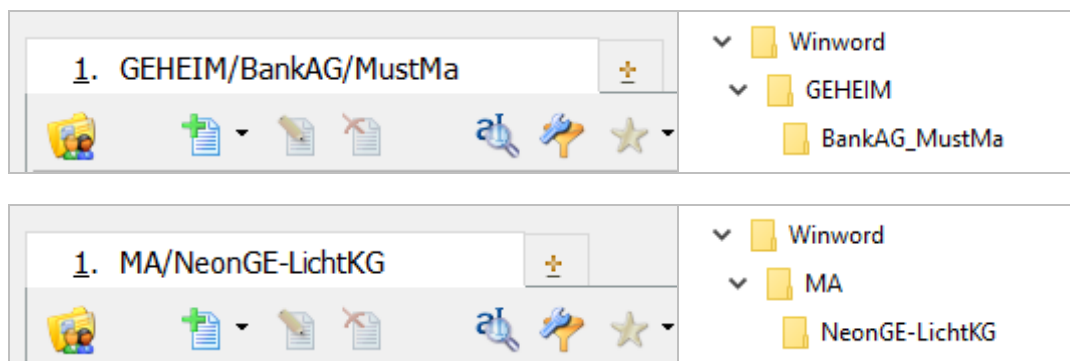 1. GEHEIM/BankAG/MustMa
Winword
GEHEIM
BankAG_MustMa
1. MA/NeonGE-LichtKG
Winword
MA
NeonGE-LichtKG